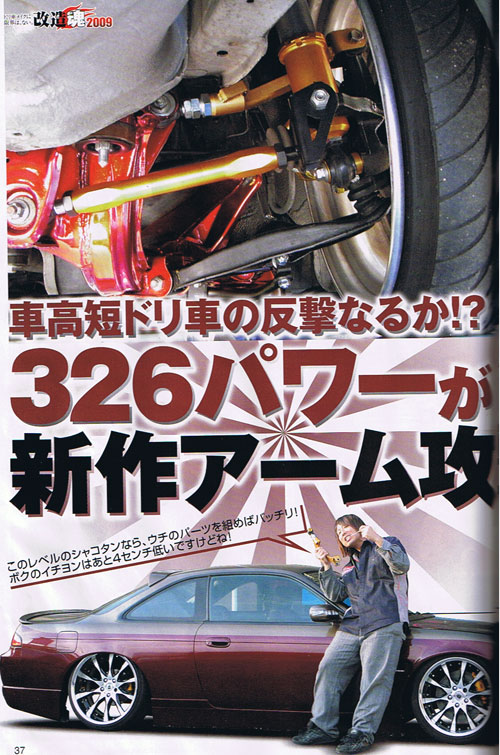 改造魂2009
車高短ドリ車の反撃なるか!?
326パワーが
新作アーム攻
このレベルのシャコタンなら、ウチのパーツを組めばバッチリ!
ボクのイチヨンはあと4センチ低いですけどね!
37